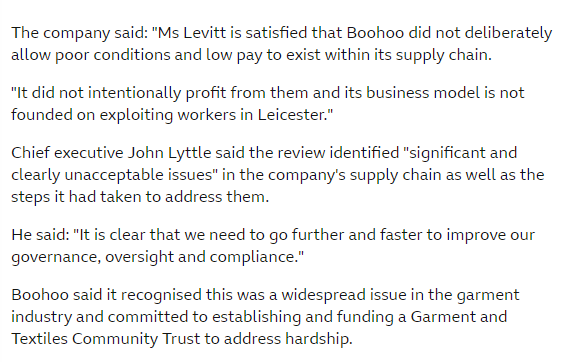 The company said: "Ms Levitt is satisfied that Boohoo did not deliberately
allow poor conditions and low pay to exist within its supply chain.
"It did not intentionally profit from them and its business model is not
founded on exploiting workers in Leicester."
Chief executive John Lyttle said the review identified "significant and
clearly unacceptable issues" in the company's supply chain as well as the
steps it had taken to address them.
He said: "It is clear that we need to go further and faster to improve our
governance, oversight and compliance."
Boohoo said it recognised this was a widespread issue in the garment
industry and committed to establishing and funding a Garment and
Textiles Community Trust to address hardship.